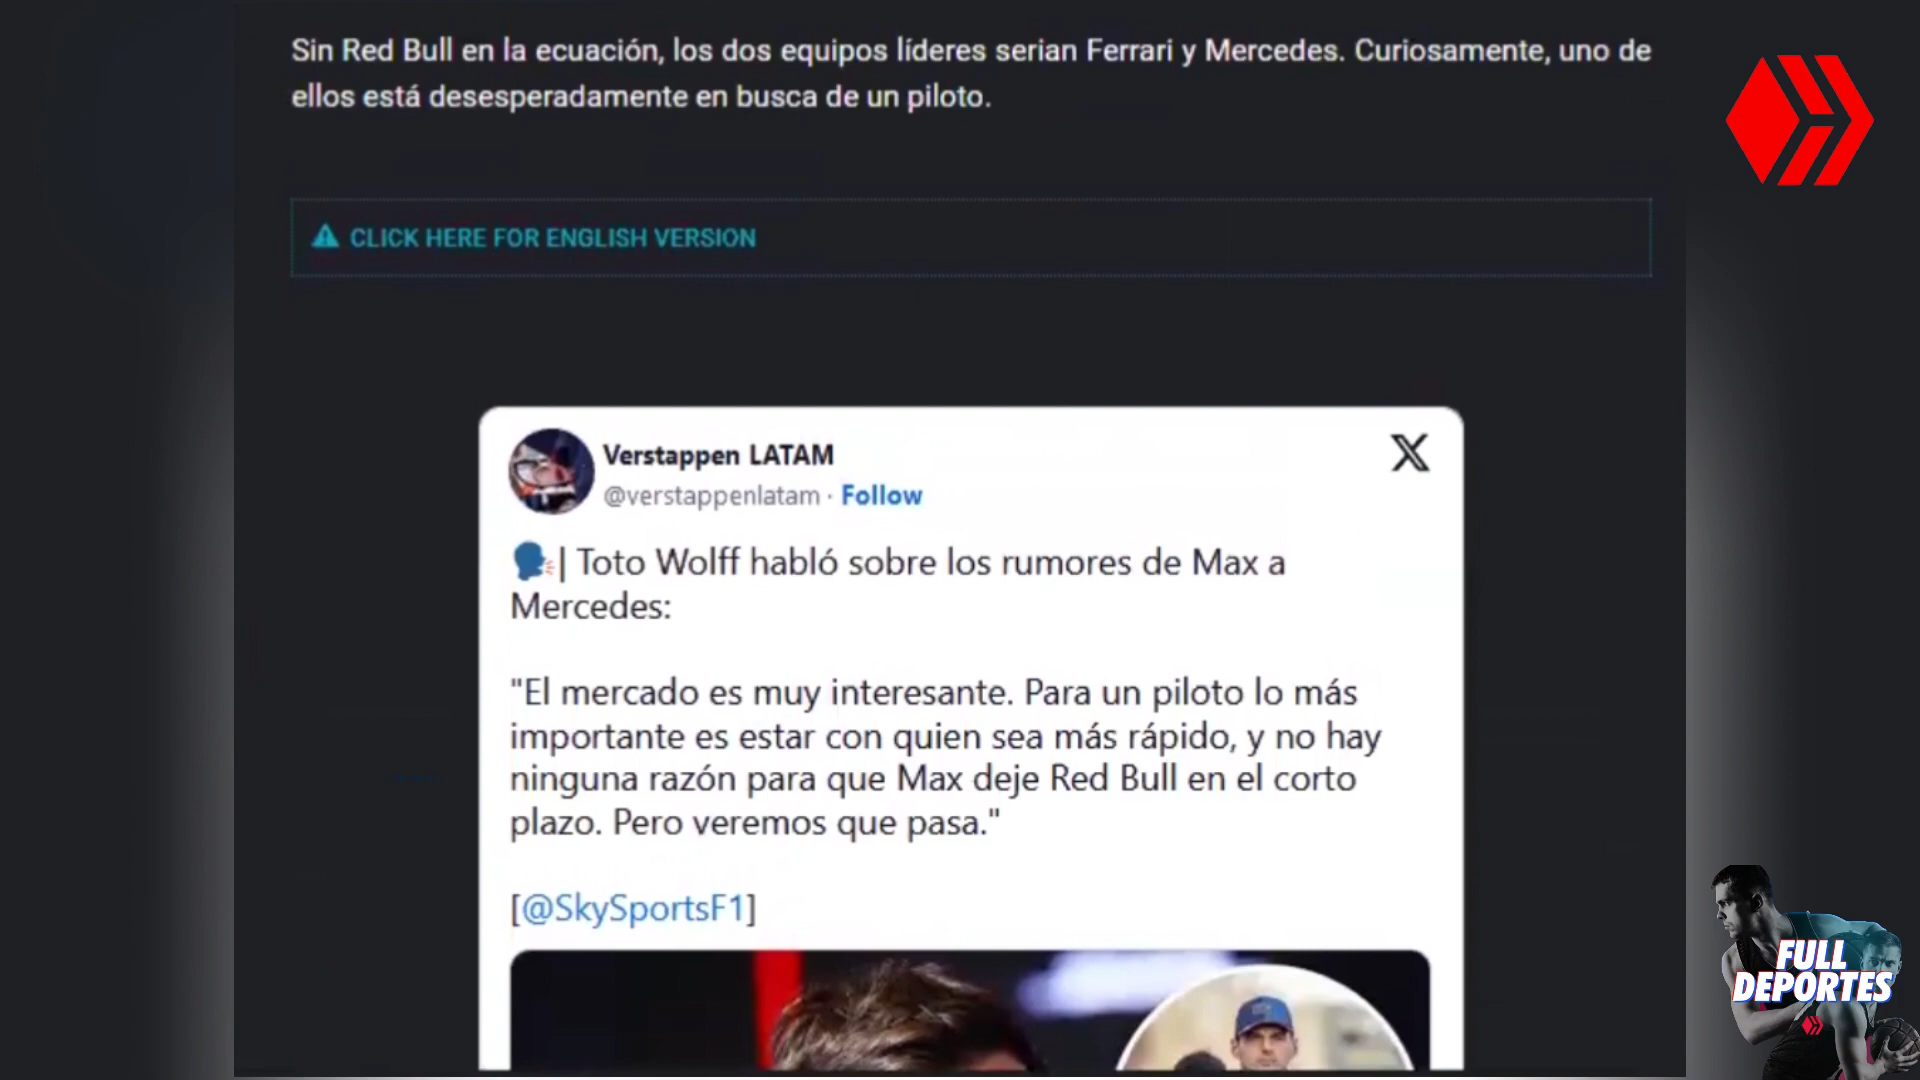 Sin Red Bull en la ecuación, los dos equipos líderes serian Ferrari y Mercedes. Curiosamente, uno de
ellos está desesperadamente en busca de un piloto.
CLICK HERE FOR ENGLISH VERSION
Verstappen LATAM
@verstappenlatam · Follow
| Toto Wolff habló sobre los rumores de Max a
Mercedes:
"El mercado es muy interesante. Para un piloto lo más
importante es estar con quien sea más rápido, y no hay
ninguna razón para que Max deje Red Bull en el corto
plazo. Pero veremos que pasa."
[@SkySportsF1]
FULL
DEPORTES